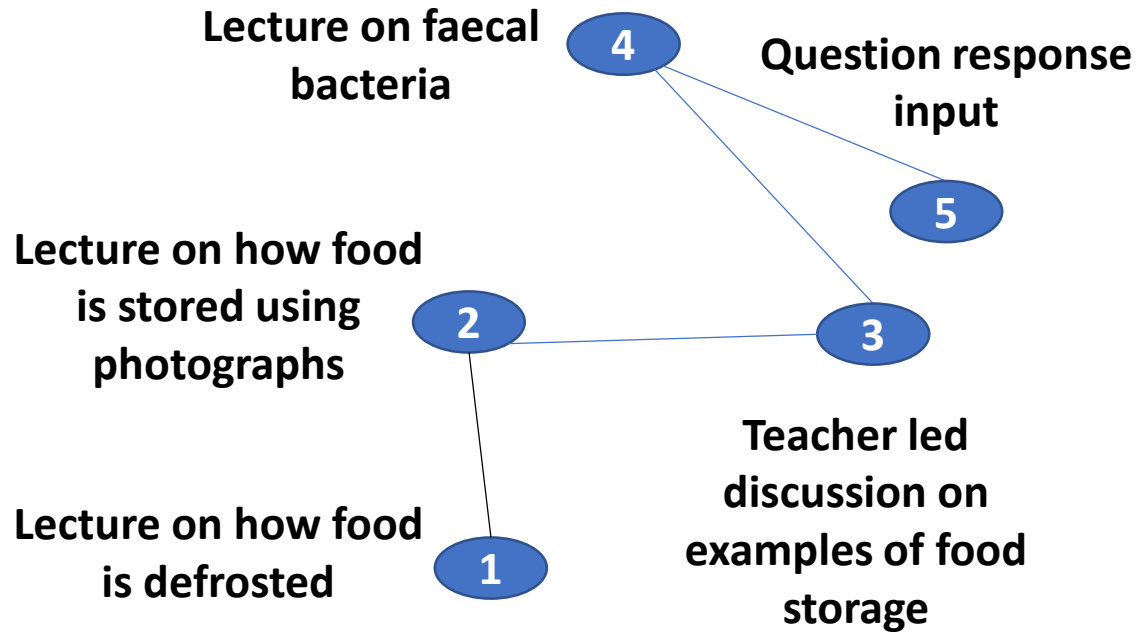 Lecture on faecal
bacteria
4
Question response
input
5
Lecture on how food
is stored using
photographs
2
3
Teacher led
discussion on
examples of food
storage
Lecture on how food
is defrosted
1